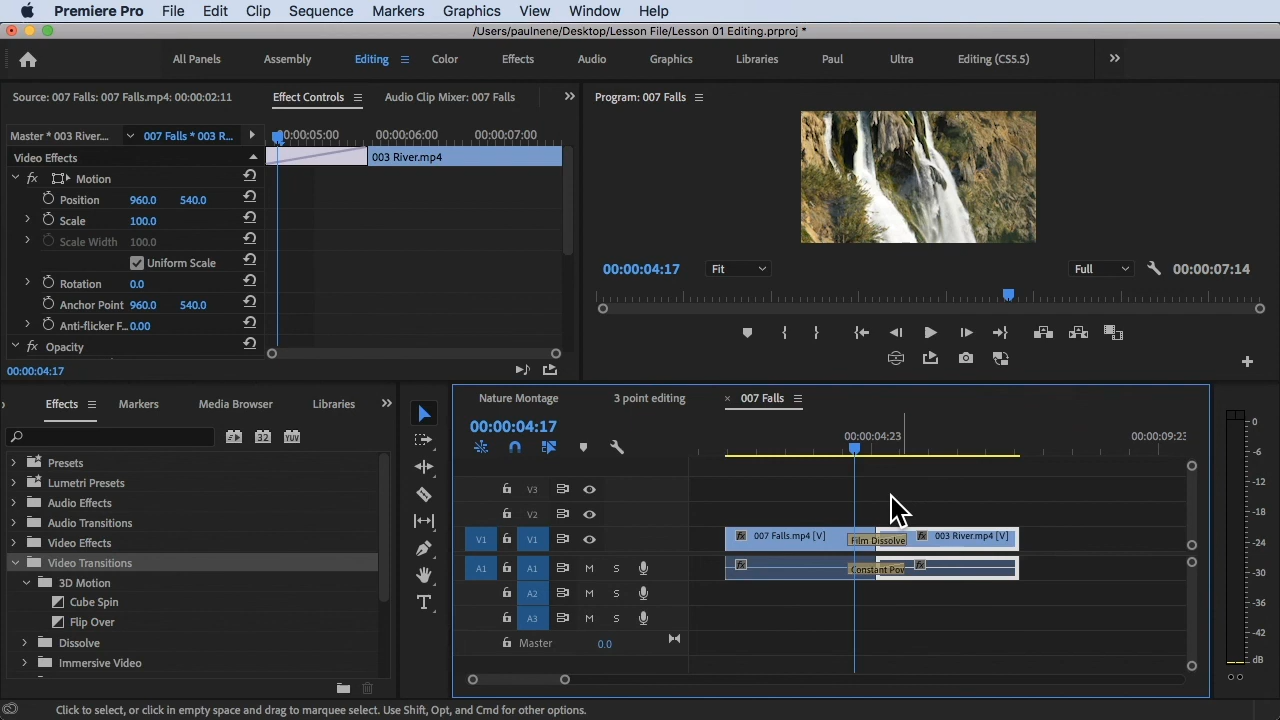 Premiere Pro File Edit Clip Sequence Markers Graphics View Window Help
/Users/paulnene/Desktop/Lesson File/Lesson 01 Editing.prproj *
All Panels Assembly Editing Color Effects Audio Graphics Libraries Paul Ultra Editing (CS5.5)
Source: 007 Falls: 007 Falls.mp4: 00:00:02:11 Effect Controls Audio Clip Mixer: 007 Falls
Program: 007 Falls
Master * 003 River... 007 Falls * 003 R...
00:00:05:00 00:00:06:00 00:00:07:00
Video Effects
003 River.mp4
fx Motion
Position 960.0 540.0
Scale 100.0
Scale Width 100.0
Uniform Scale
Rotation 0.0
Anchor Point 960.0 540.0
Anti-flicker F... 0.00
fx Opacity
00:00:04:17
00:00:04:17 Fit Full 00:00:07:14
Effects Markers Media Browser Libraries
32 YUV
Presets
Lumetri Presets
Audio Effects
Audio Transitions
Video Effects
Video Transitions
3D Motion
Cube Spin
Flip Over
Dissolve
Immersive Video
T
Nature Montage 3 point editing × 007 Falls
00:00:04:17
00:00:04:23 00:00:09:23
V3
V2
V1 V1 fx 007 Falls.mp4 [V] Film Dissolve fx 003 River.mp4 [V]
A1 A1 M S fx Constant Pov fx
A2 M S
A3 M S
Master 0.0
0
-6
-12
-18
-24
-30
-36
-42
dB
Click to select, or click in empty space and drag to marquee select. Use Shift, Opt, and Cmd for other options.